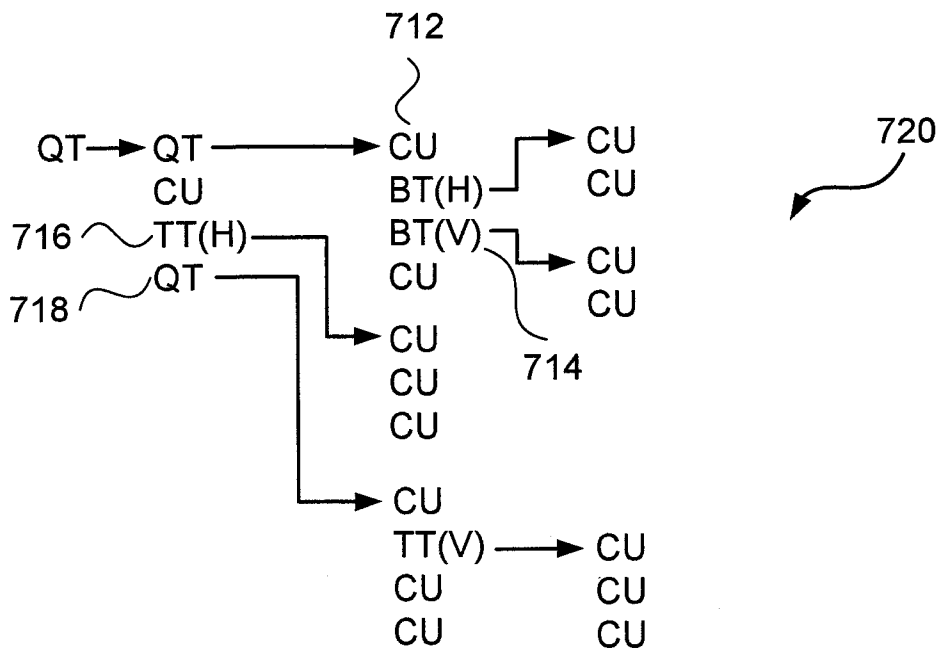 712
QT QT CU CU 720
CU BT(H) CU
716 TT(H) BT(V) CU
718 QT CU CU
CU 714
CU
CU
CU
TT(V) CU
CU CU
CU CU